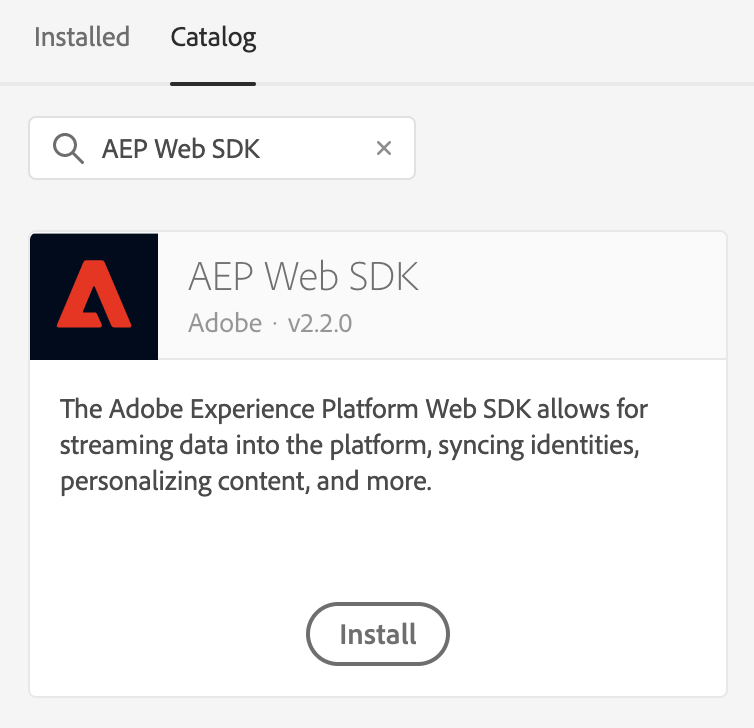 Installed Catalog
AEP Web SDK
AEP Web SDK
Adobe · v2.2.0
The Adobe Experience Platform Web SDK allows for
streaming data into the platform, syncing identities,
personalizing content, and more.
Install